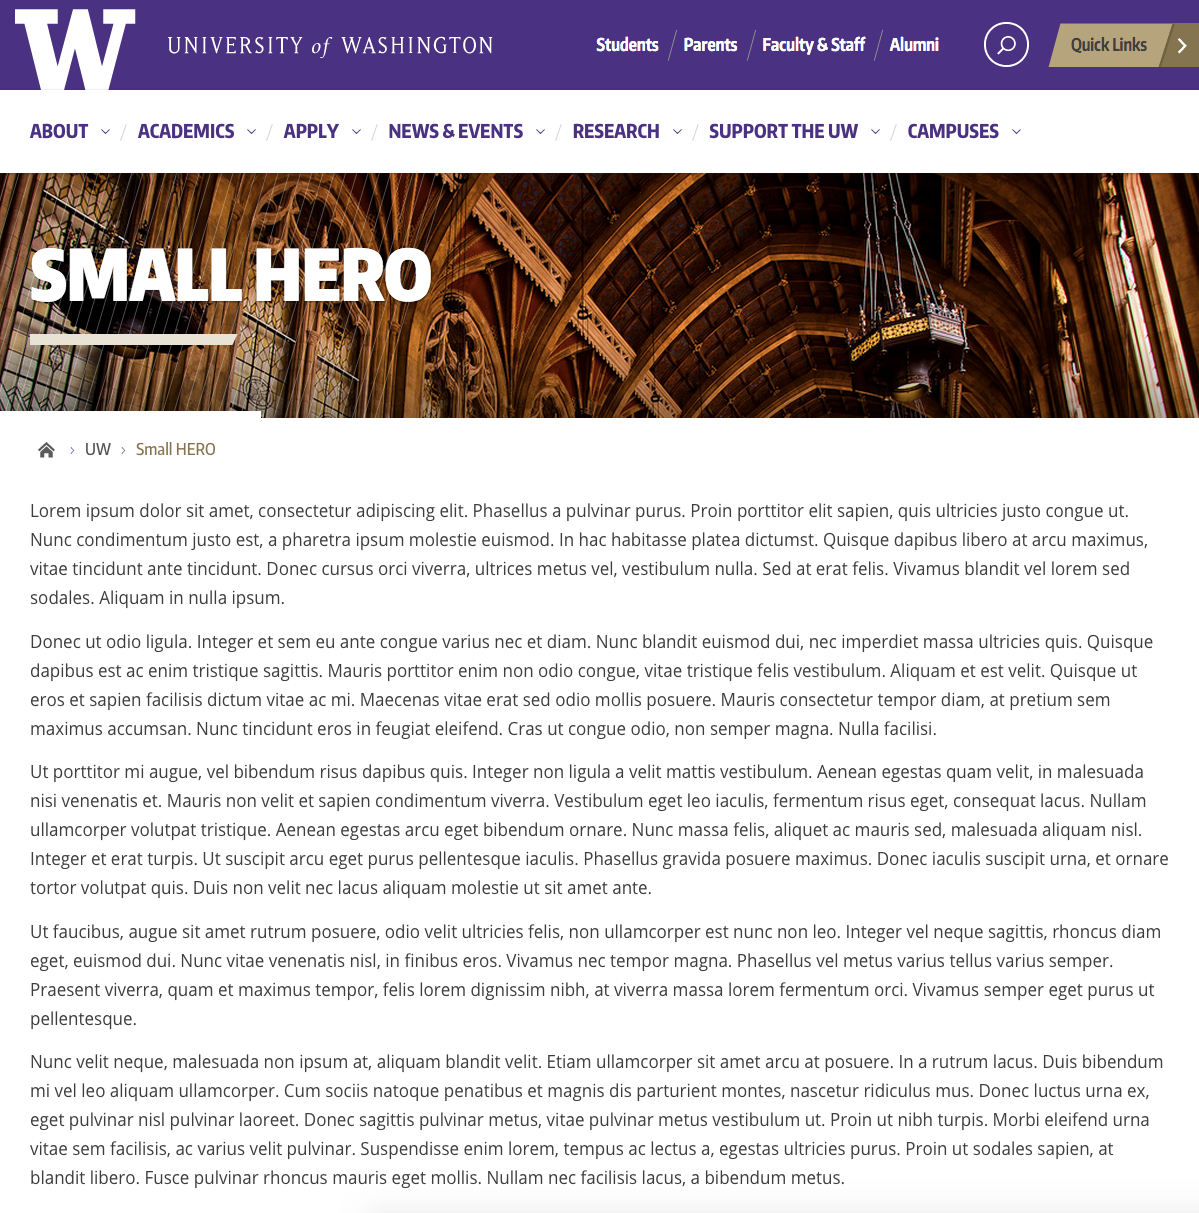 W UNIVERSITY of WASHINGTON Students Parents Faculty & Staff Alumni Quick Links
ABOUT ACADEMICS APPLY NEWS & EVENTS RESEARCH SUPPORT THE UW CAMPUSES
SMALL HERO
UW Small HERO
Lorem ipsum dolor sit amet, consectetur adipiscing elit. Phasellus a pulvinar purus. Proin porttitor elit sapien, quis ultricies justo congue ut.
Nunc condimentum justo est, a pharetra ipsum molestie euismod. In hac habitasse platea dictumst. Quisque dapibus libero at arcu maximus,
vitae tincidunt ante tincidunt. Donec cursus orci viverra, ultrices metus vel, vestibulum nulla. Sed at erat felis. Vivamus blandit vel lorem sed
sodales. Aliquam in nulla ipsum.
Donec ut odio ligula. Integer et sem eu ante congue varius nec et diam. Nunc blandit euismod dui, nec imperdiet massa ultricies quis. Quisque
dapibus est ac enim tristique sagittis. Mauris porttitor enim non odio congue, vitae tristique felis vestibulum. Aliquam et est velit. Quisque ut
eros et sapien facilisis dictum vitae ac mi. Maecenas vitae erat sed odio mollis posuere. Mauris consectetur tempor diam, at pretium sem
maximus accumsan. Nunc tincidunt eros in feugiat eleifend. Cras ut congue odio, non semper magna. Nulla facilisi.
Ut porttitor mi augue, vel bibendum risus dapibus quis. Integer non ligula a velit mattis vestibulum. Aenean egestas quam velit, in malesuada
nisi venenatis et. Mauris non velit et sapien condimentum viverra. Vestibulum eget leo iaculis, fermentum risus eget, consequat lacus. Nullam
ullamcorper volutpat tristique. Aenean egestas arcu eget bibendum ornare. Nunc massa felis, aliquet ac mauris sed, malesuada aliquam nisl.
Integer et erat turpis. Ut suscipit arcu eget purus pellentesque iaculis. Phasellus gravida posuere maximus. Donec iaculis suscipit urna, et ornare
tortor volutpat quis. Duis non velit nec lacus aliquam molestie ut sit amet ante.
Ut faucibus, augue sit amet rutrum posuere, odio velit ultricies felis, non ullamcorper est nunc non leo. Integer vel neque sagittis, rhoncus diam
eget, euismod dui. Nunc vitae venenatis nisl, in finibus eros. Vivamus nec tempor magna. Phasellus vel metus varius tellus varius semper.
Praesent viverra, quam et maximus tempor, felis lorem dignissim nibh, at viverra massa lorem fermentum orci. Vivamus semper eget purus ut
pellentesque.
Nunc velit neque, malesuada non ipsum at, aliquam blandit velit. Etiam ullamcorper sit amet arcu at posuere. In a rutrum lacus. Duis bibendum
mi vel leo aliquam ullamcorper. Cum sociis natoque penatibus et magnis dis parturient montes, nascetur ridiculus mus. Donec luctus urna ex,
eget pulvinar nisl pulvinar laoreet. Donec sagittis pulvinar metus, vitae pulvinar metus vestibulum ut. Proin ut nibh turpis. Morbi eleifend urna
vitae sem facilisis, ac varius velit pulvinar. Suspendisse enim lorem, tempus ac lectus a, egestas ultricies purus. Proin ut sodales sapien, at
blandit libero. Fusce pulvinar rhoncus mauris eget mollis. Nullam nec facilisis lacus, a bibendum metus.